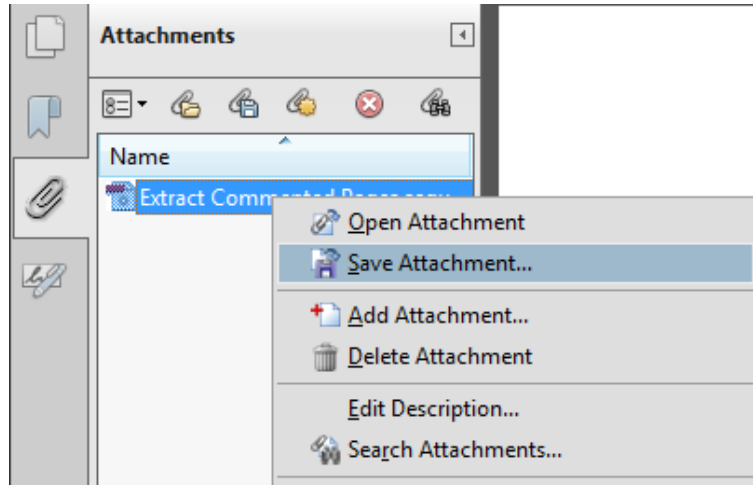 Attachments
Name
Extract Commented Pages.sequ
Open Attachment
Save Attachment...
Add Attachment...
Delete Attachment
Edit Description...
Search Attachments...